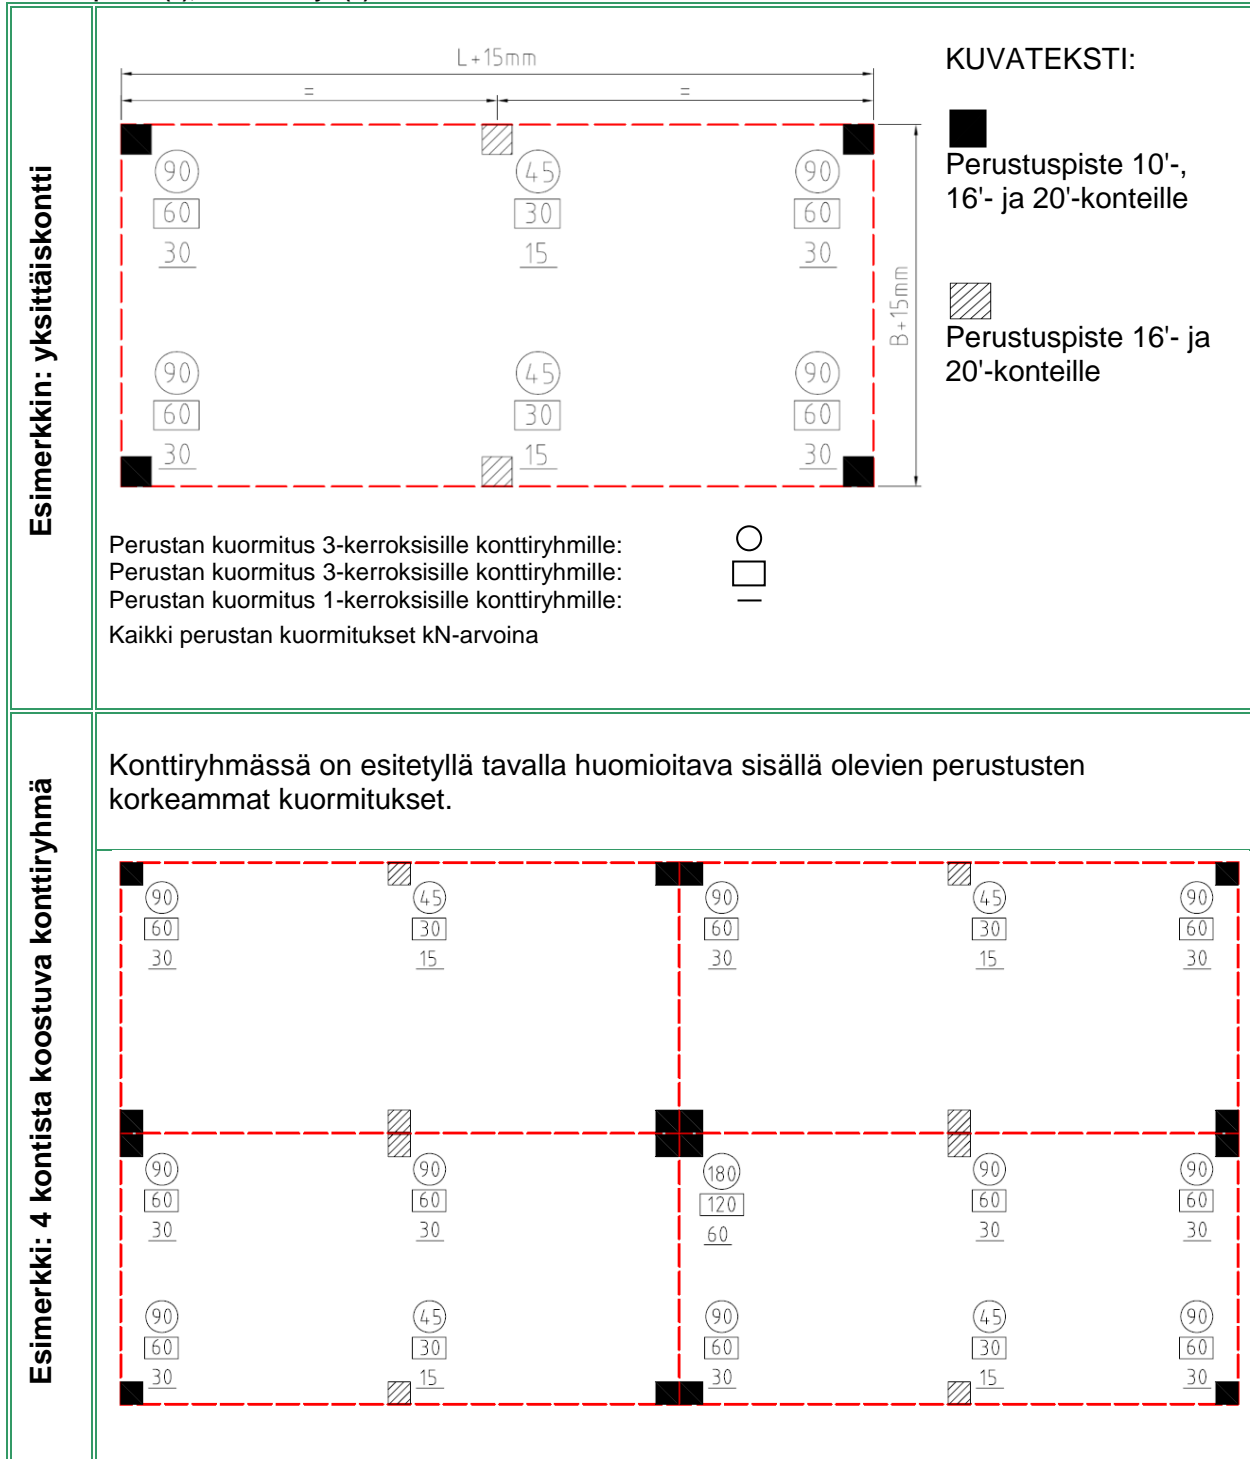 L+15mm
= =
KUVATEKSTI:
Perustuspiste 10'-,
16'- ja 20'-konteille
Perustuspiste 16'- ja
20'-konteille
Esimerkkin: yksittäiskontti
90 45 90
60 30 60
30 15 30
B+15mm
90 45 90
60 30 60
30 15 30
Perustan kuormitus 3-kerroksisille konttiryhmille:
Perustan kuormitus 3-kerroksisille konttiryhmille:
Perustan kuormitus 1-kerroksisille konttiryhmille:
Kaikki perustan kuormitukset kN-arvoina
Esimerkki: 4 kontista koostuva konttiryhmä
Konttiryhmässä on esitetyllä tavalla huomioitava sisällä olevien perustusten
korkeammat kuormitukset.
90 45 90 45 90
60 30 60 30 60
30 15 30 15 30
90 90 180 90 90
60 60 120 60 60
30 30 60 30 30
90 45 90 45 90
60 30 60 30 60
30 15 30 15 30